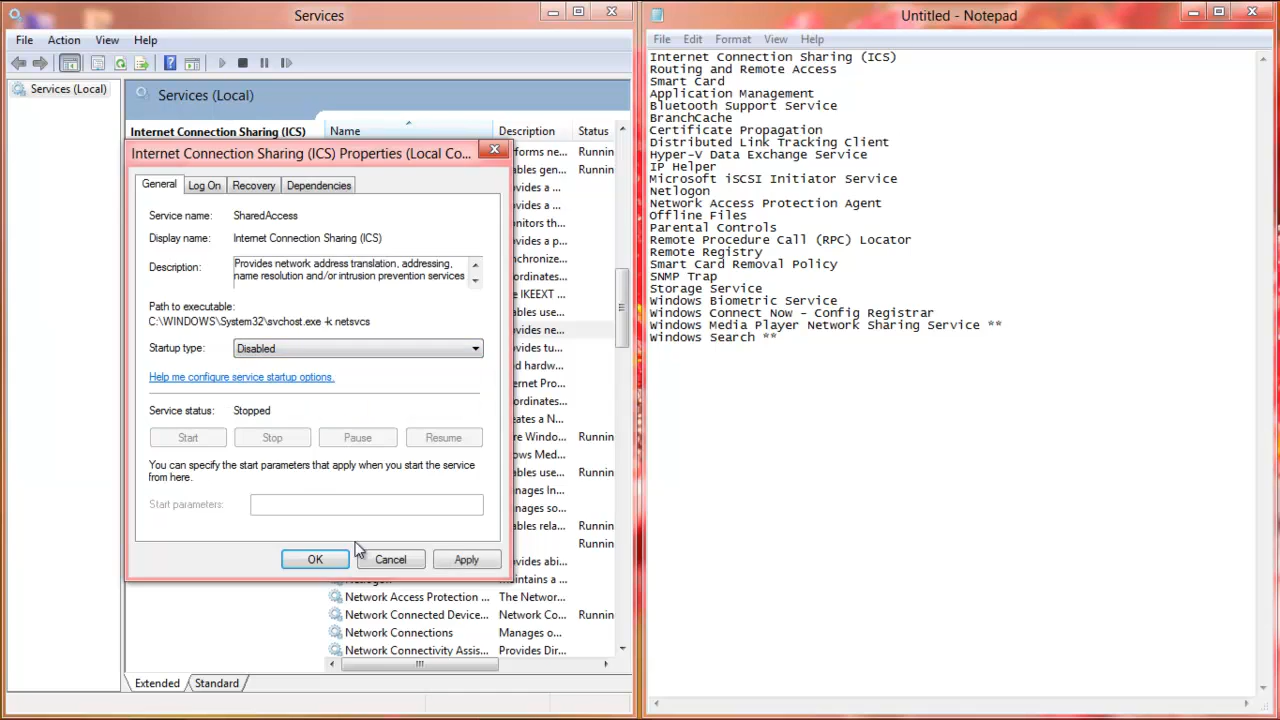 Services
File Action View Help
Services (Local)
Services (Local)
Internet Connection Sharing (ICS)
Name Description Status
Internet Connection Sharing (ICS) Properties (Local Co...
General Log On Recovery Dependencies
Service name: SharedAccess
Display name: Internet Connection Sharing (ICS)
Description: Provides network address translation, addressing,
name resolution and/or intrusion prevention services
Path to executable:
C:\WINDOWS\System32\svchost.exe -k netsvcs
Startup type: Disabled
Help me configure service startup options.
Service status: Stopped
Start Stop Pause Resume
You can specify the start parameters that apply when you start the service
from here.
Start parameters:
OK Cancel Apply
Network Access Protection ... The Networ...
Network Connected Device... Network Co... Runnin
Network Connections Manages o...
Network Connectivity Assis... Provides Dir...
Extended Standard
Untitled - Notepad
File Edit Format View Help
Internet Connection Sharing (ICS)
Routing and Remote Access
Smart Card
Application Management
Bluetooth Support Service
BranchCache
Certificate Propagation
Distributed Link Tracking Client
Hyper-V Data Exchange Service
IP Helper
Microsoft iSCSI Initiator Service
Netlogon
Network Access Protection Agent
Offline Files
Parental Controls
Remote Procedure Call (RPC) Locator
Remote Registry
Smart Card Removal Policy
SNMP Trap
Storage Service
Windows Biometric Service
Windows Connect Now - Config Registrar
Windows Media Player Network Sharing Service **
Windows Search **